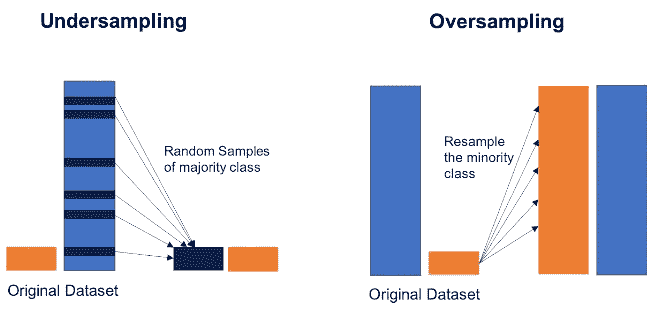 Undersampling
Random Samples
of majority class
Original Dataset
Oversampling
Resample
the minority
class
Original Dataset